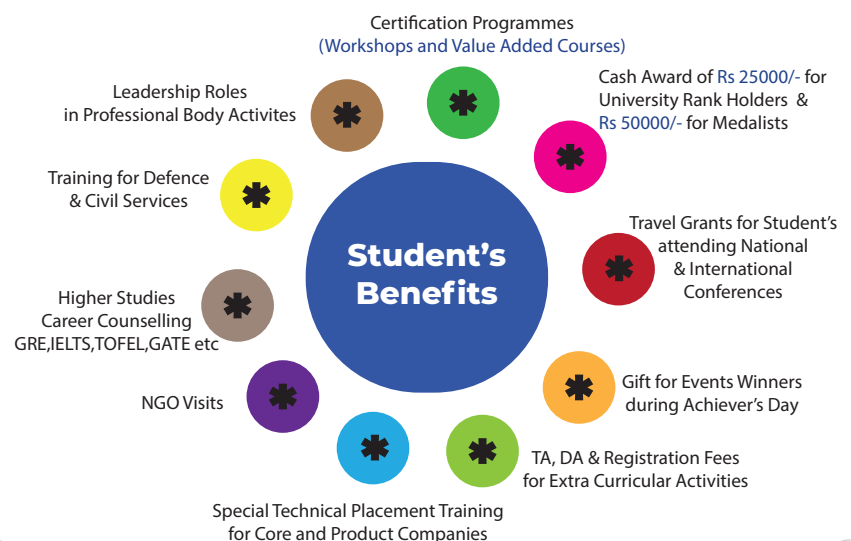 Certification Programmes
(Workshops and Value Added Courses)
Cash Award of Rs 25000/- for
University Rank Holders &
Rs 50000/- for Medalists
Travel Grants for Student's
attending National
& International
Conferences
Gift for Events Winners
during Achiever's Day
TA, DA & Registration Fees
for Extra Curricular Activities
Special Technical Placement Training
for Core and Product Companies
NGO Visits
Higher Studies
Career Counselling
GRE,IELTS,TOFEL,GATE etc
Training for Defence
& Civil Services
Leadership Roles
in Professional Body Activites
Student's
Benefits